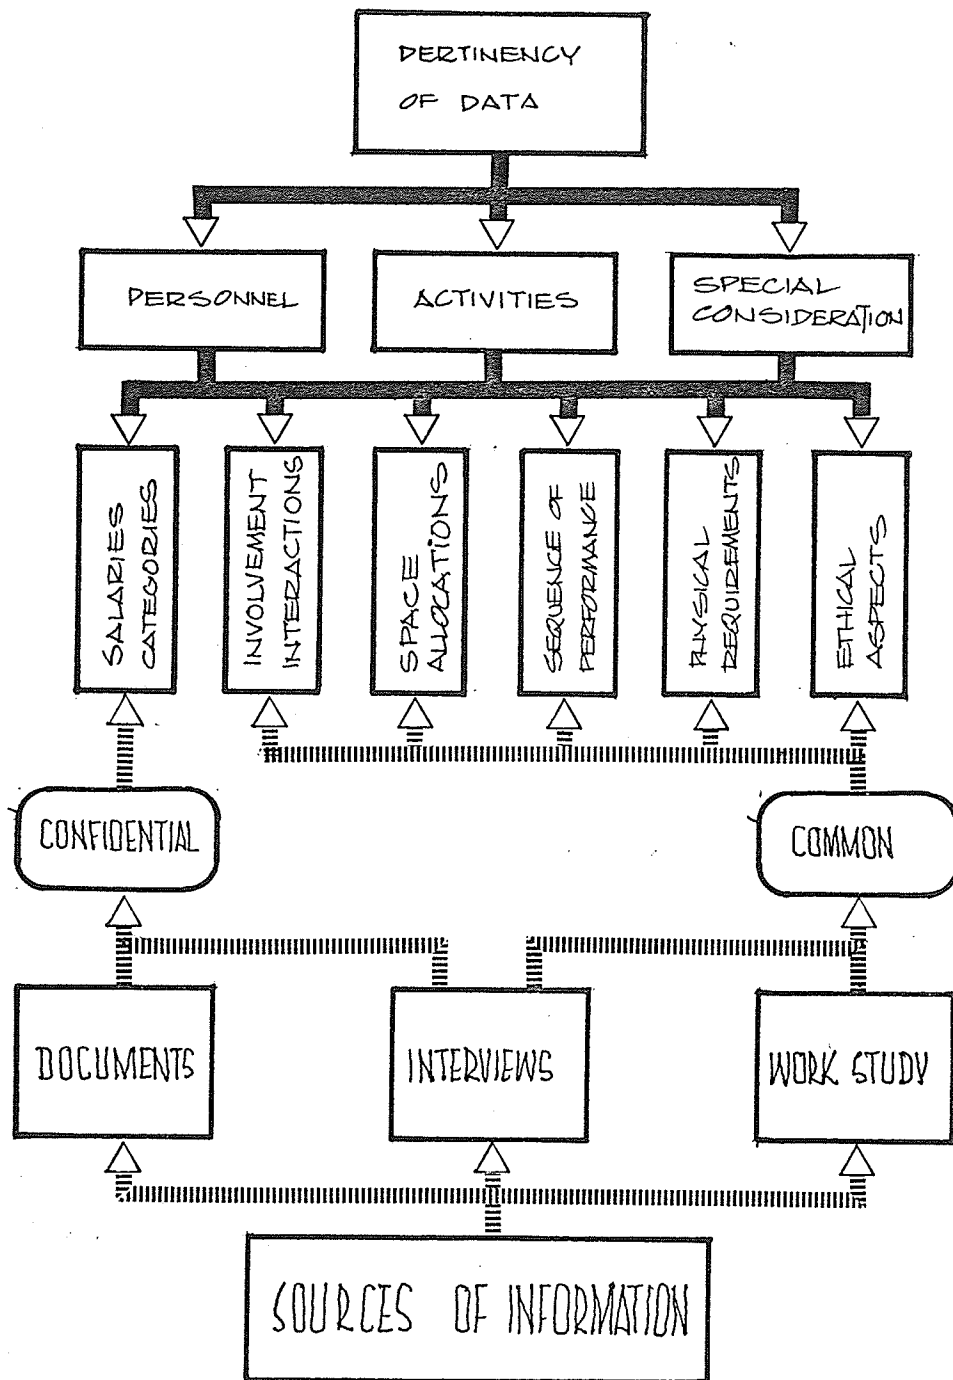 PERTINENCY
OF DATA
PERSONNEL
ACTIVITIES
SPECIAL
CONSIDERATION
SALARIES
CATEGORIES
INVOLVEMENT
INTERACTIONS
SPACE
ALLOCATIONS
SEQUENCE OF
PERFORMANCE
PHYSICAL
REQUIREMENTS
ETHICAL
ASPECTS
CONFIDENTIAL
COMMON
DOCUMENTS
INTERVIEWS
WORK STUDY
SOURCES OF INFORMATION